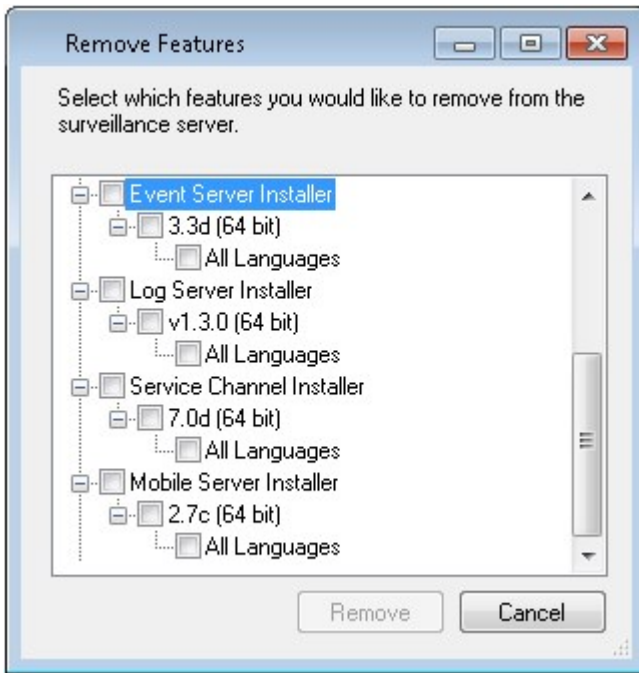 Remove Features
Select which features you would like to remove from the
surveillance server.
Event Server Installer
3.3d (64 bit)
All Languages
Log Server Installer
v1.3.0 (64 bit)
All Languages
Service Channel Installer
7.0d (64 bit)
All Languages
Mobile Server Installer
2.7c (64 bit)
All Languages
Remove Cancel